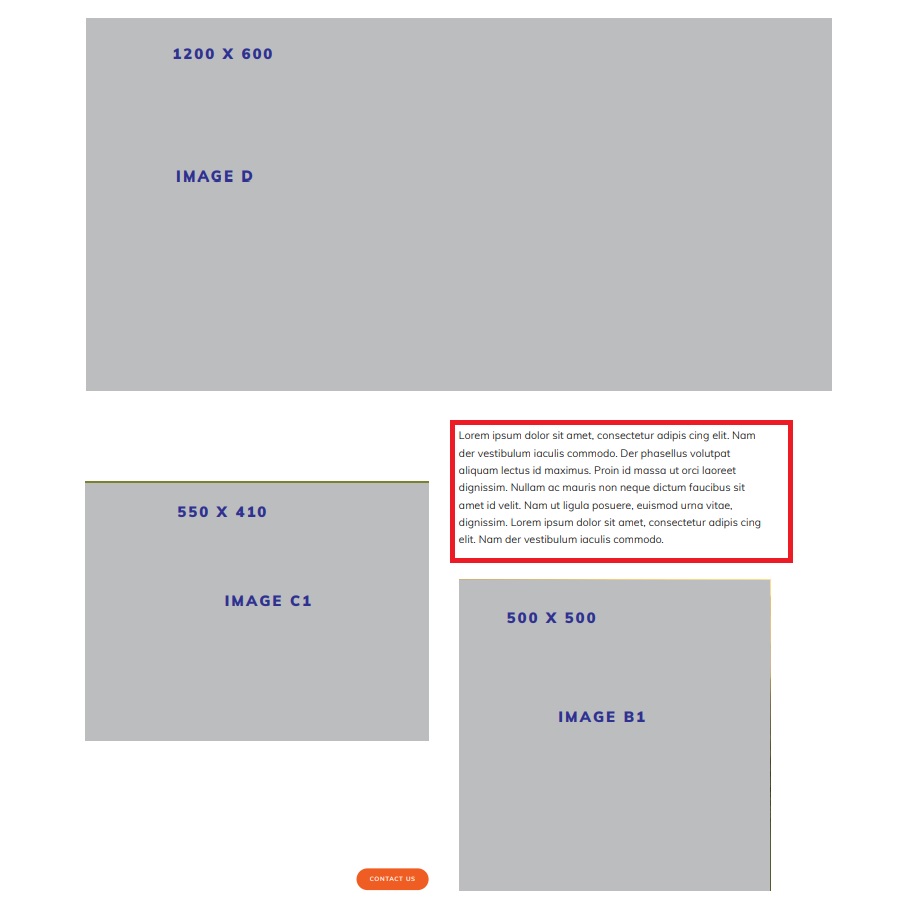 1200 X 600
IMAGE D
Lorem ipsum dolor sit amet, consectetur adipis cing elit. Nam
der vestibulum iaculis commodo. Der phasellus volutpat
aliquam lectus id maximus. Proin id massa ut orci laoreet
dignissim. Nullam ac mauris non neque dictum faucibus sit
amet id velit. Nam ut ligula posuere, euismod urna vitae,
dignissim. Lorem ipsum dolor sit amet, consectetur adipis cing
elit. Nam der vestibulum iaculis commodo.
550 X 410
IMAGE C1
500 X 500
IMAGE B1
CONTACT US